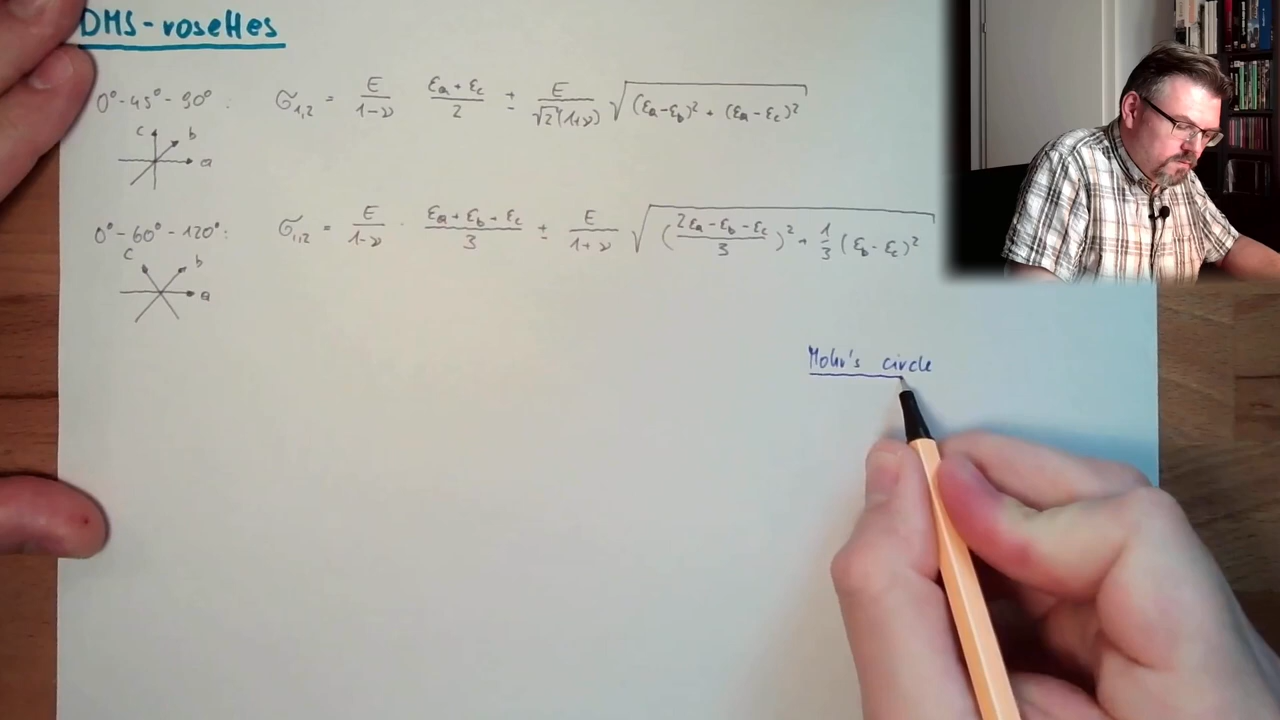 DMS-rosettes
0°-45°-90° : σ1,2 = E/(1-ν) (εa + εc)/2 ± E/(√2(1+ν)) √((εa-εb)² + (εa-εc)²)
c b
a
0°-60°-120° : σ1,2 = E/(1-ν) · (εa + εb + εc)/3 ± E/(1+ν) √(((2εa - εb - εc)/3)² + 1/3 (εb - εc)²)
c b
a
Mohr's circle